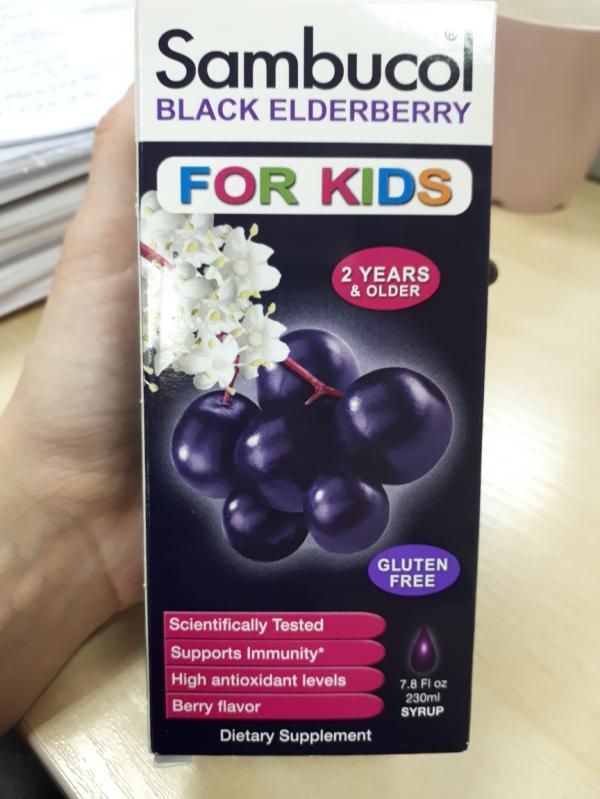 Sambucol®
BLACK ELDERBERRY
FOR KIDS
2 YEARS
& OLDER
GLUTEN
FREE
Scientifically Tested
Supports Immunity*
High antioxidant levels
Berry flavor
7.8 Fl oz
230ml
SYRUP
Dietary Supplement